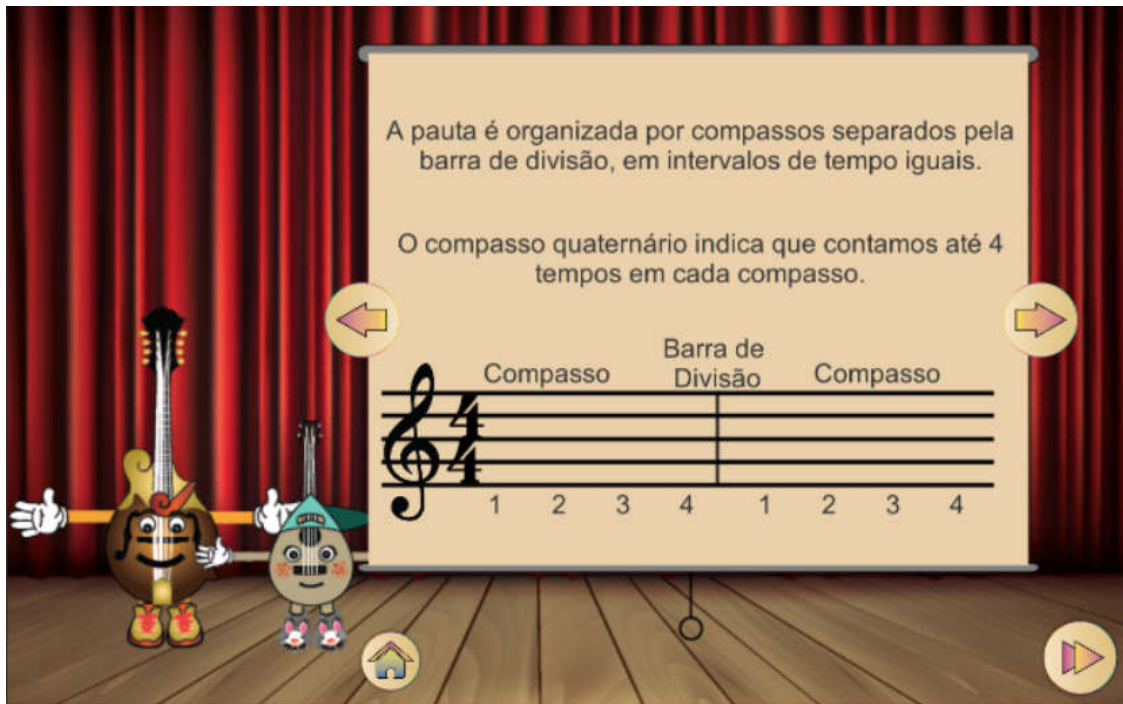 A pauta é organizada por compassos separados pela
barra de divisão, em intervalos de tempo iguais.
O compasso quaternário indica que contamos até 4
tempos em cada compasso.
Barra de
Compasso Divisão Compasso
4
4
1 2 3 4 1 2 3 4